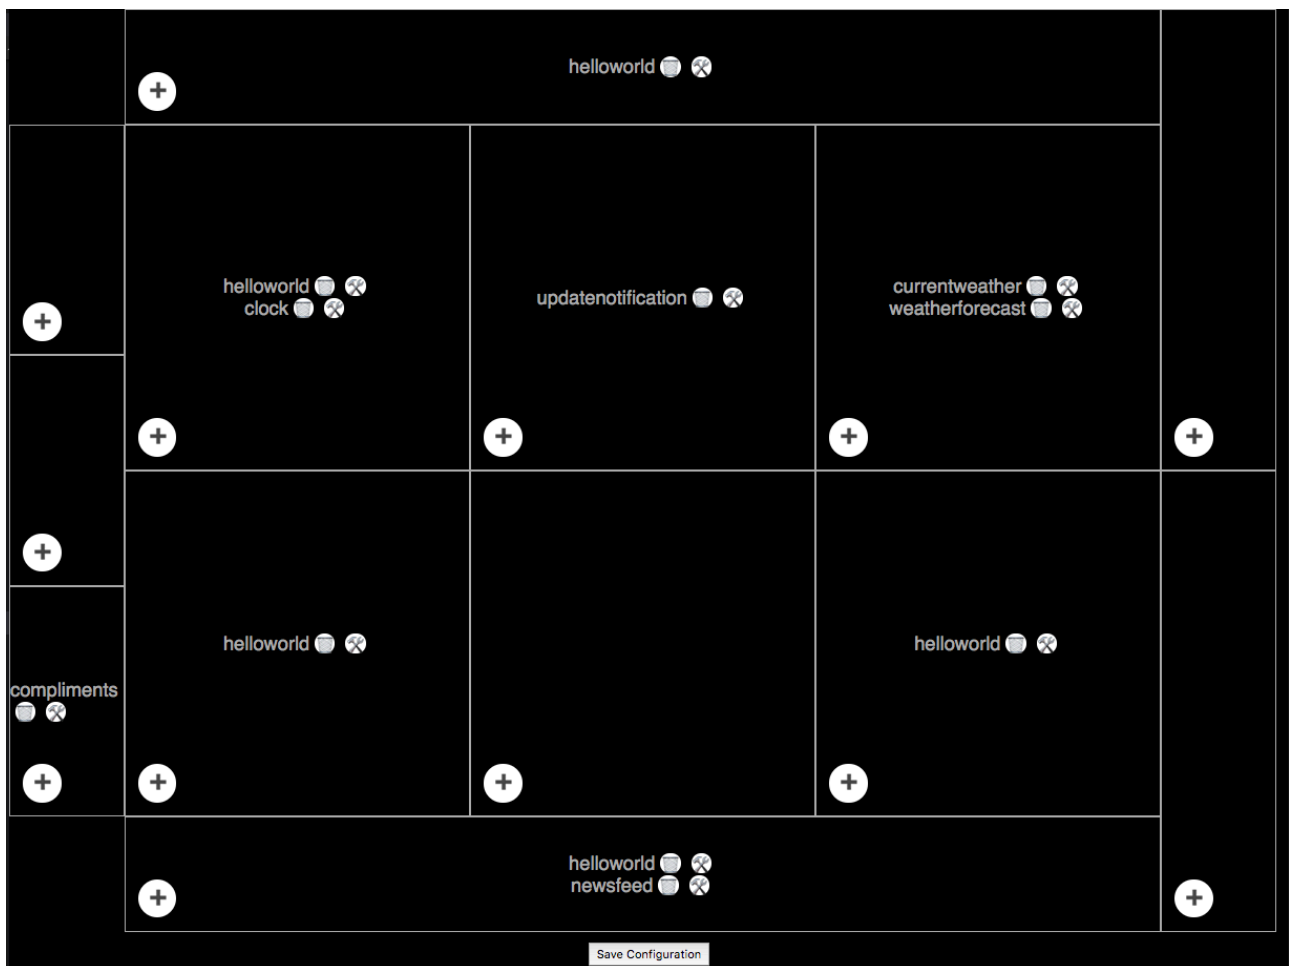 helloworld
helloworld
clock
updatenotification
currentweather
weatherforecast
helloworld
helloworld
compliments
helloworld
newsfeed
Save Configuration